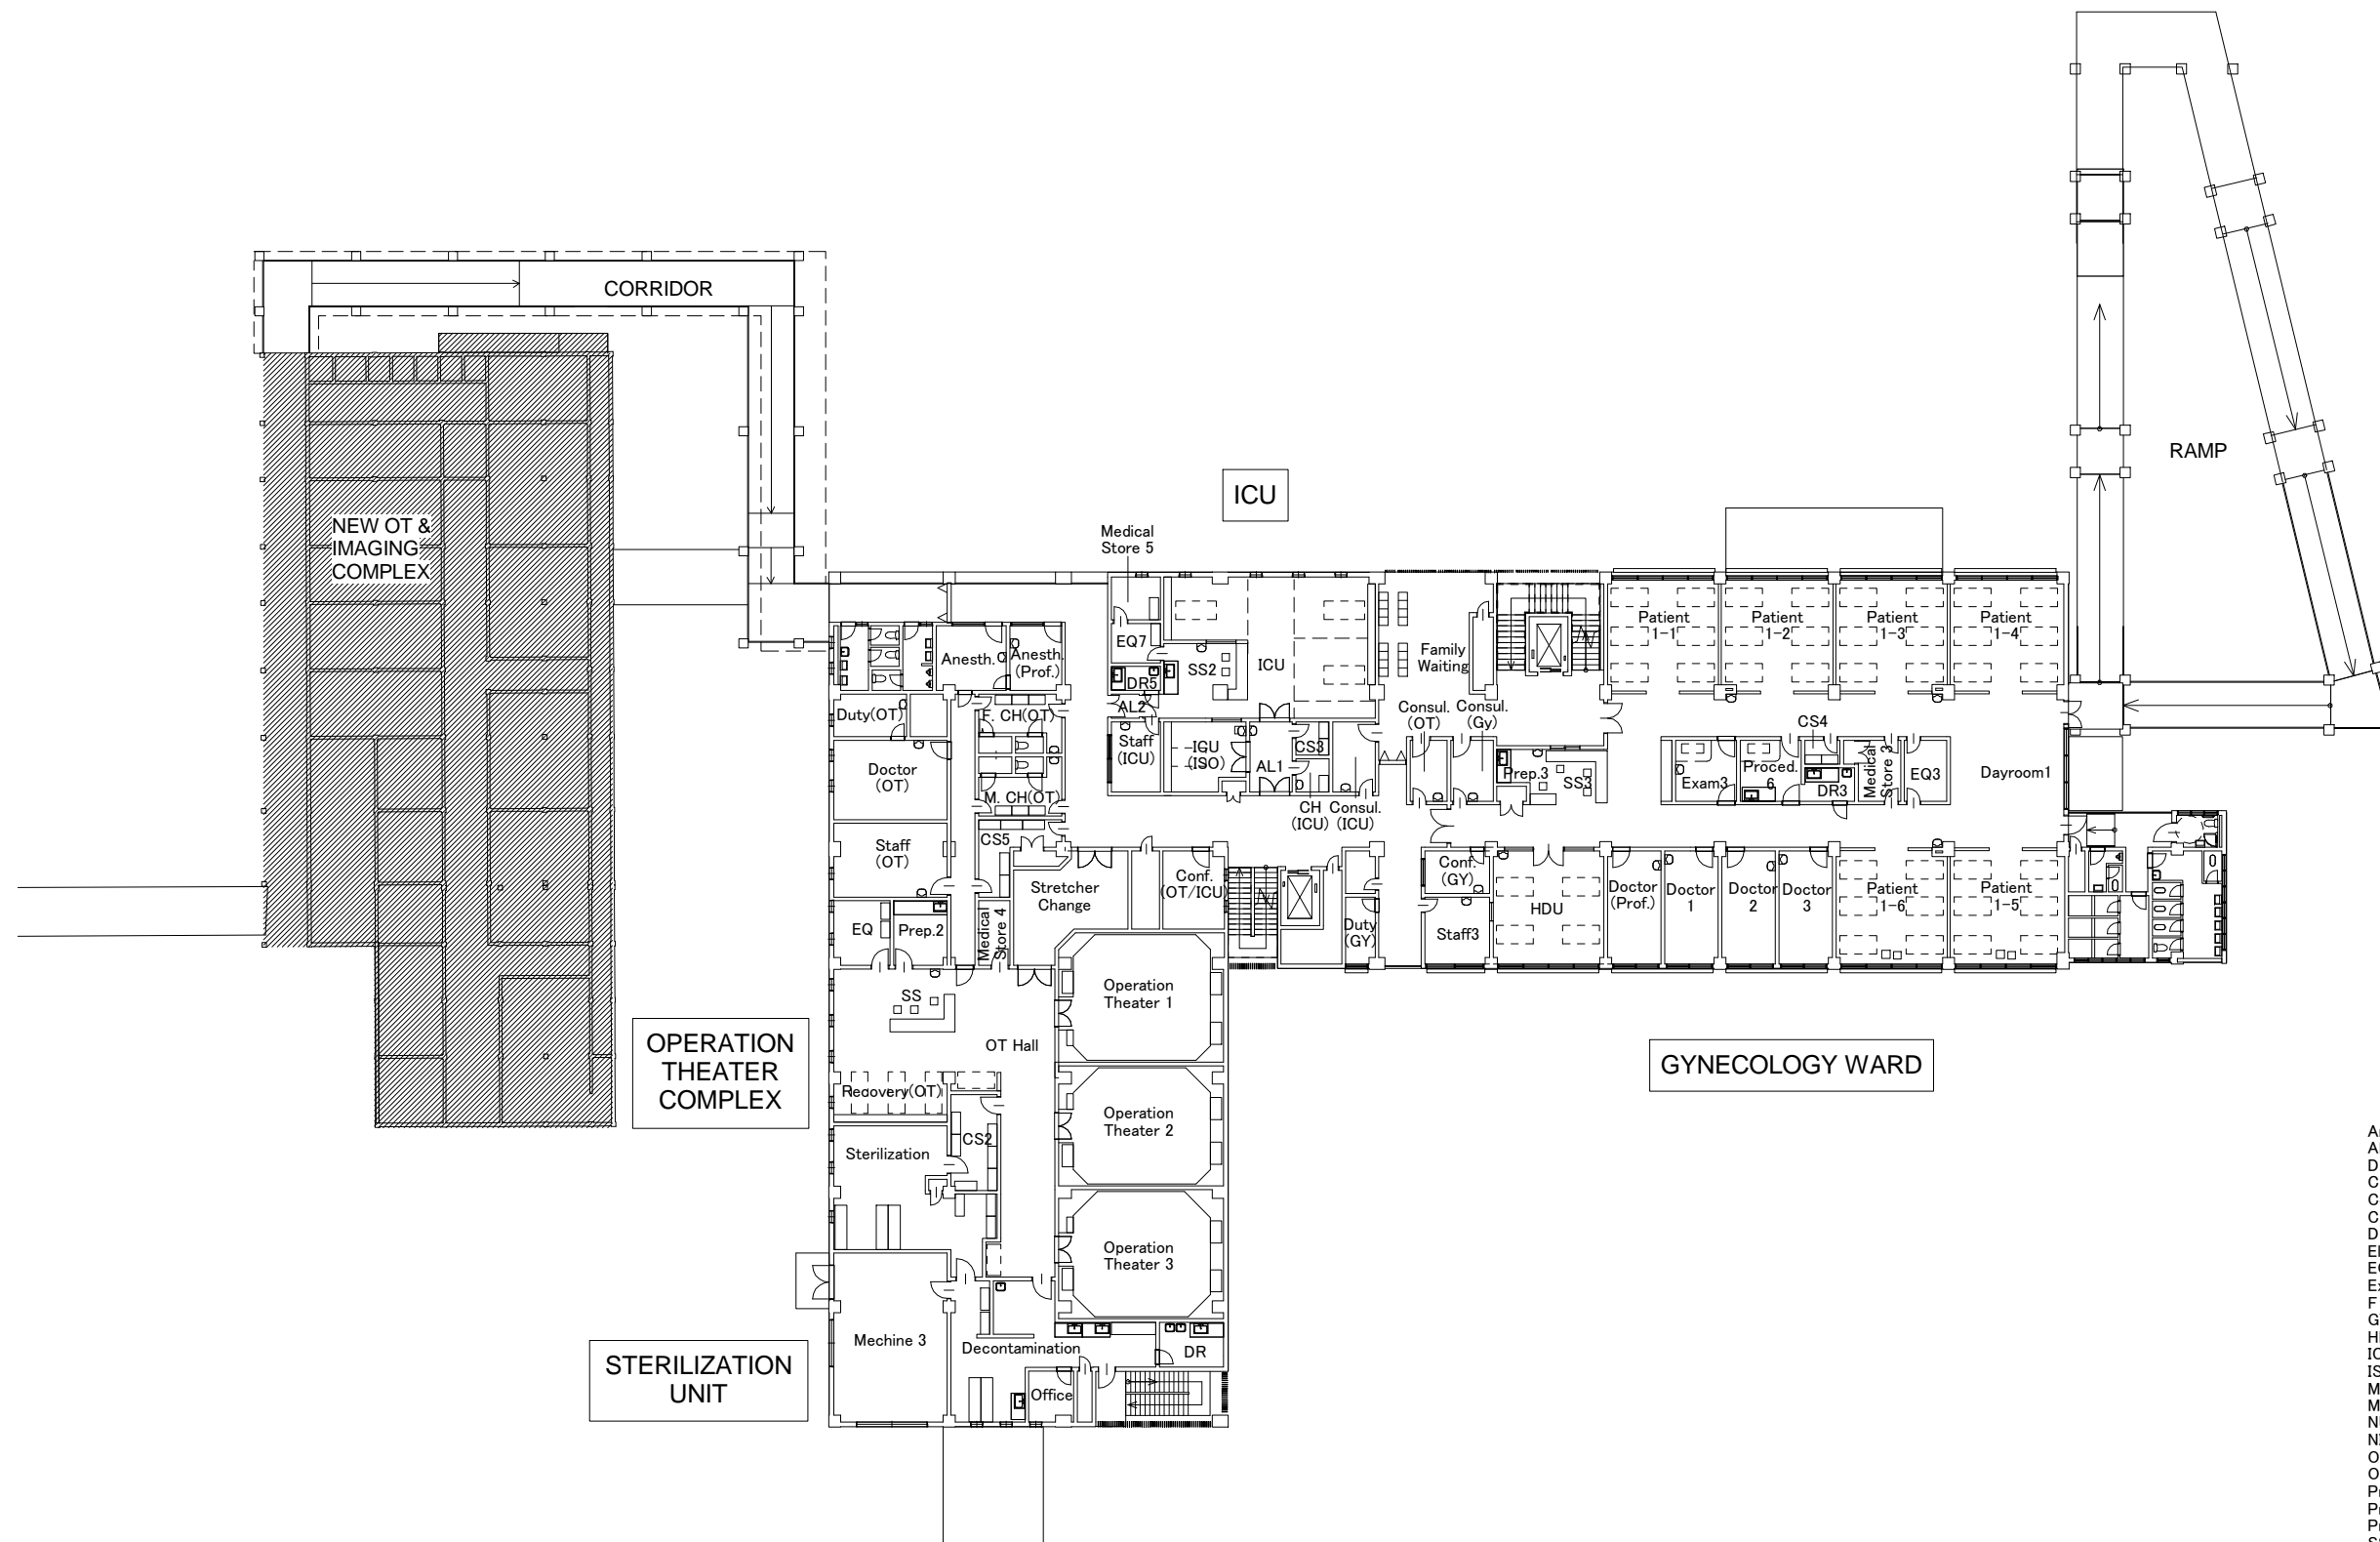 CORRIDOR
RAMP
ICU
NEW OT &
IMAGING
COMPLEX
Medical
Store 5
EQ7
DR5
SS2
ICU
Family
Waiting
Patient
1-1
Patient
1-2
Patient
1-3
Patient
1-4
Anesth.
Anesth.
(Prof.)
Duty(OT)
F. CH(OT)
AL2
Staff
(ICU)
ICU
(ISO)
AL1
CS3
Consul.
(OT)
Consul.
(Gy)
CS4
Doctor
(OT)
M. CH(OT)
CH
(ICU)
Consul.
(ICU)
Prep.3
SS3
Exam3
Proced.
6
DR3
Medical
Store 3
EQ3
Dayroom1
Staff
(OT)
CS5
Stretcher
Change
Conf.
(OT/ICU)
Conf.
(GY)
Duty
(GY)
Staff3
HDU
Doctor
(Prof.)
Doctor
1
Doctor
2
Doctor
3
Patient
1-6
Patient
1-5
EQ
Prep.2
Medical
Store 4
SS
OT Hall
Operation
Theater 1
OPERATION
THEATER
COMPLEX
GYNECOLOGY WARD
Recovery(OT)
Operation
Theater 2
CS2
Sterilization
Operation
Theater 3
Mechine 3
Decontamination
DR
Office
STERILIZATION
UNIT